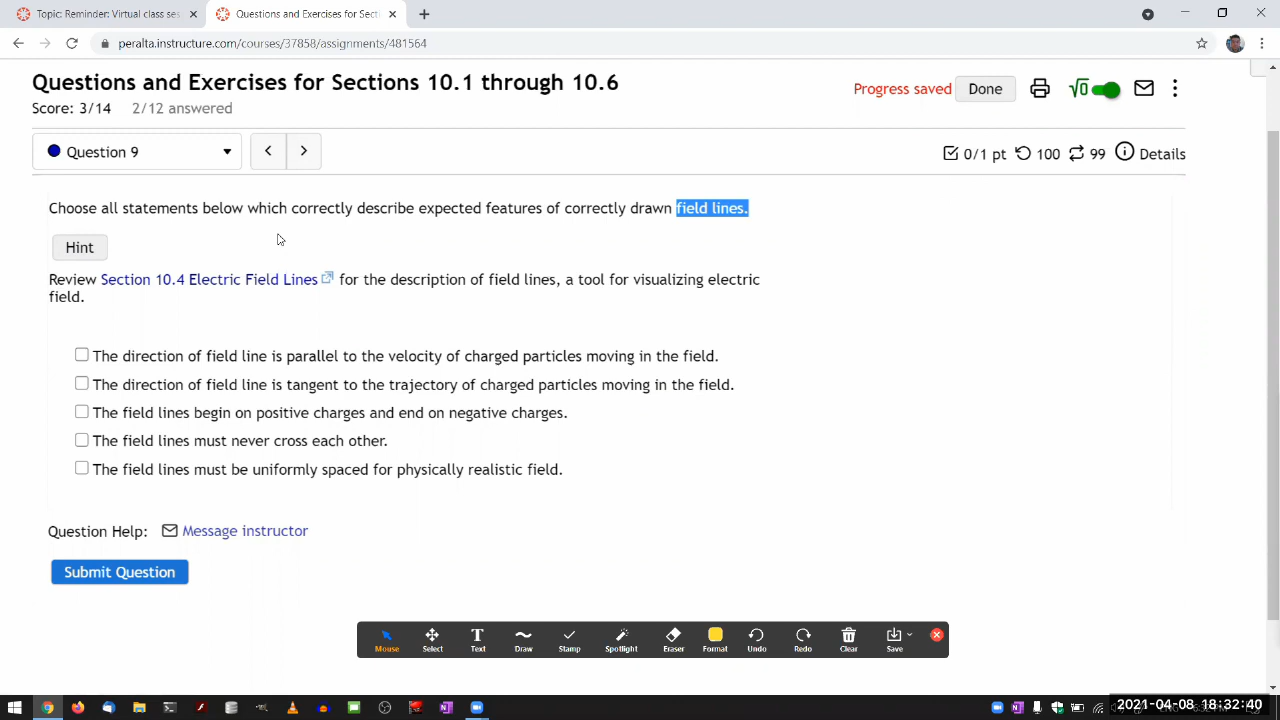 Topic: Reminder: Virtual class se
Questions and Exercises for Secti
peralta.instructure.com/courses/37858/assignments/481564
Questions and Exercises for Sections 10.1 through 10.6
Score: 3/14 2/12 answered
Progress saved Done √0
Question 9
0/1 pt 100 99 Details
Choose all statements below which correctly describe expected features of correctly drawn field lines.
Hint
Review Section 10.4 Electric Field Lines for the description of field lines, a tool for visualizing electric
field.
The direction of field line is parallel to the velocity of charged particles moving in the field.
The direction of field line is tangent to the trajectory of charged particles moving in the field.
The field lines begin on positive charges and end on negative charges.
The field lines must never cross each other.
The field lines must be uniformly spaced for physically realistic field.
Question Help: Message instructor
Submit Question
Mouse Select Text Draw Stamp Spotlight Eraser Format Undo Redo Clear Save
2021-04-08 18:32:40